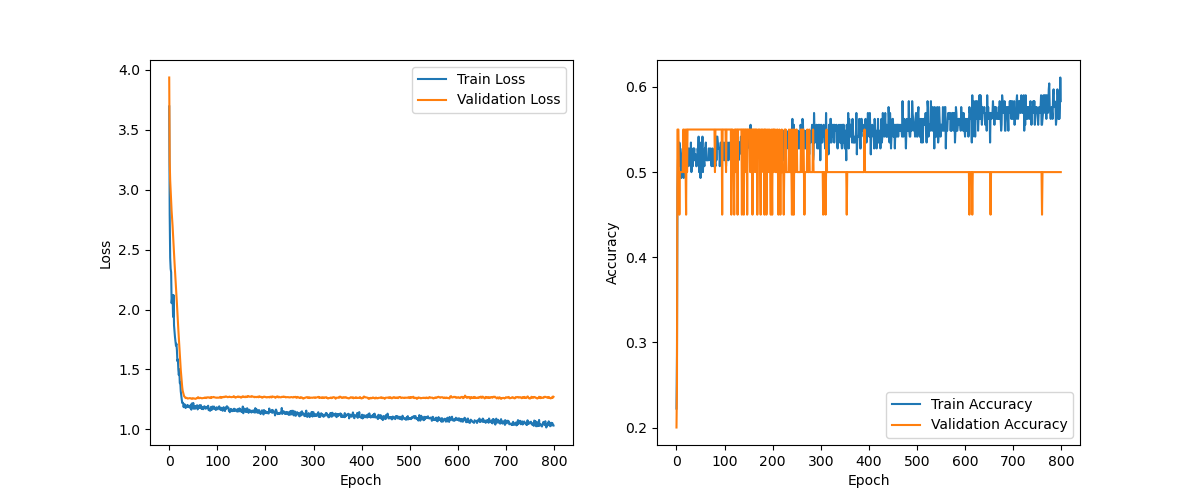 4.0
3.5
3.0
2.5
2.0
1.5
1.0
Loss
0 100 200 300 400 500 600 700 800
Epoch
Train Loss
Validation Loss
0.6
0.5
0.4
0.3
0.2
Accuracy
0 100 200 300 400 500 600 700 800
Epoch
Train Accuracy
Validation Accuracy